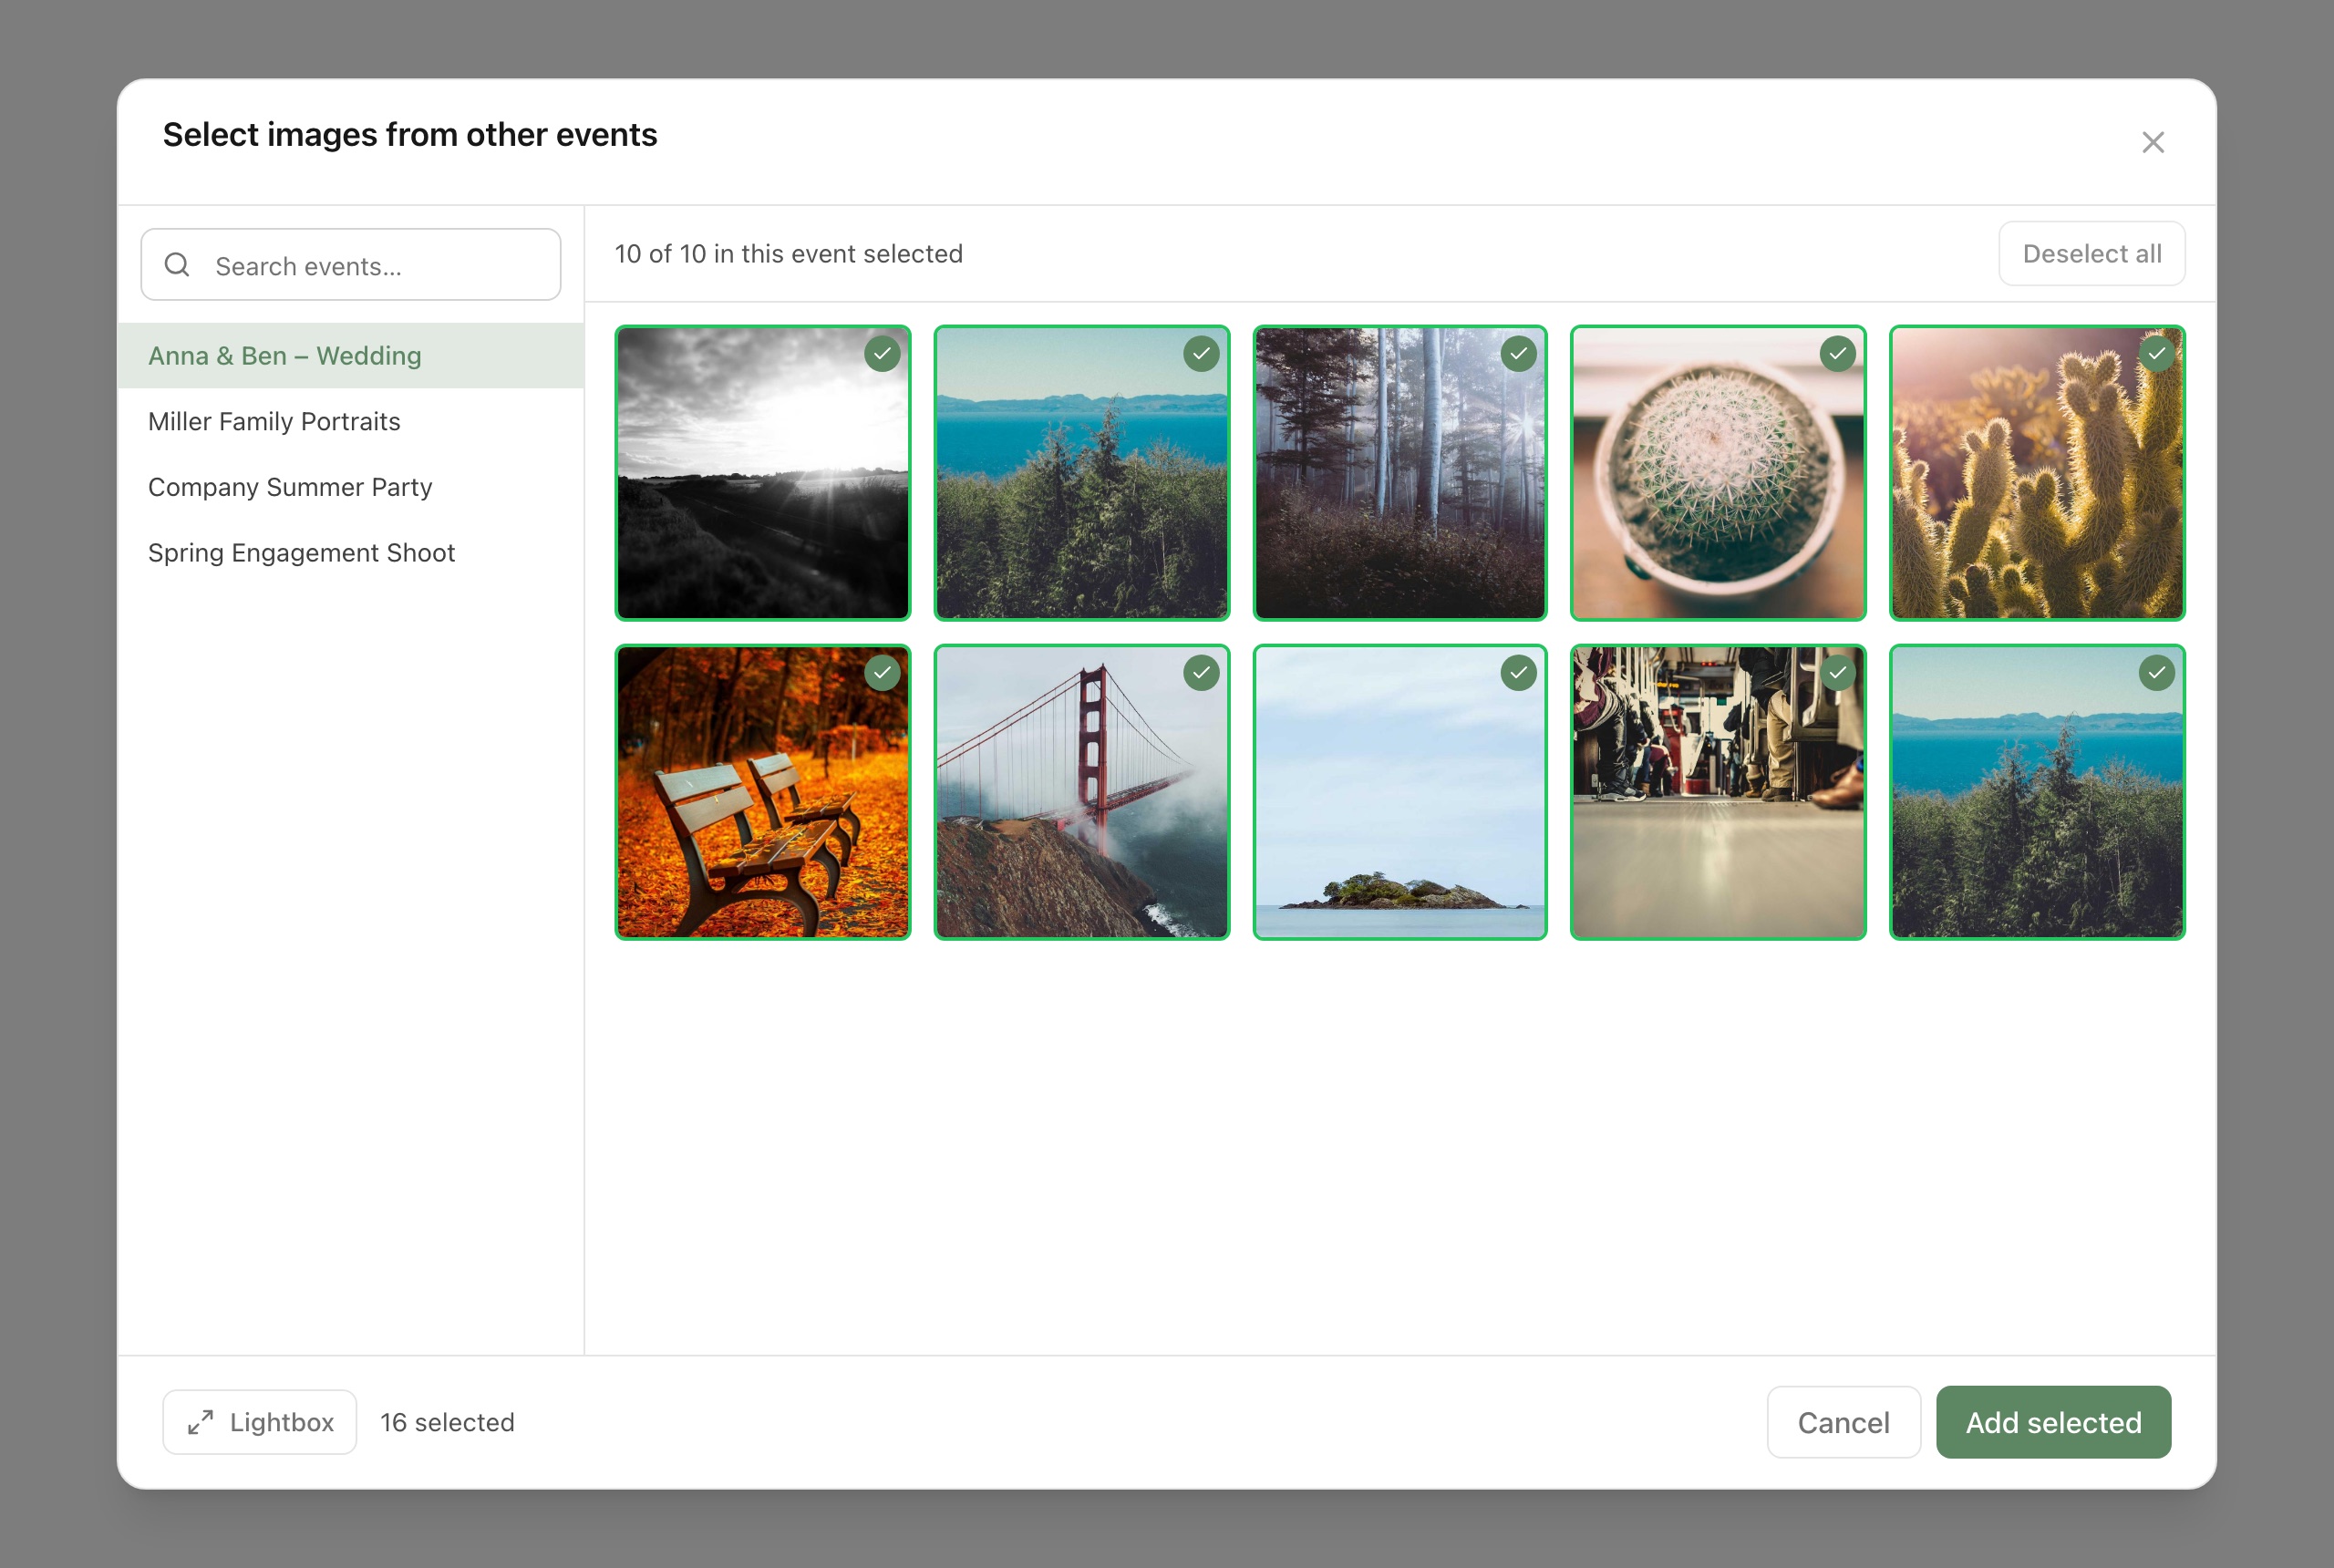 Select images from other events
Search events...
10 of 10 in this event selected
Deselect all
Anna & Ben – Wedding
Miller Family Portraits
Company Summer Party
Spring Engagement Shoot
Lightbox
16 selected
Cancel
Add selected